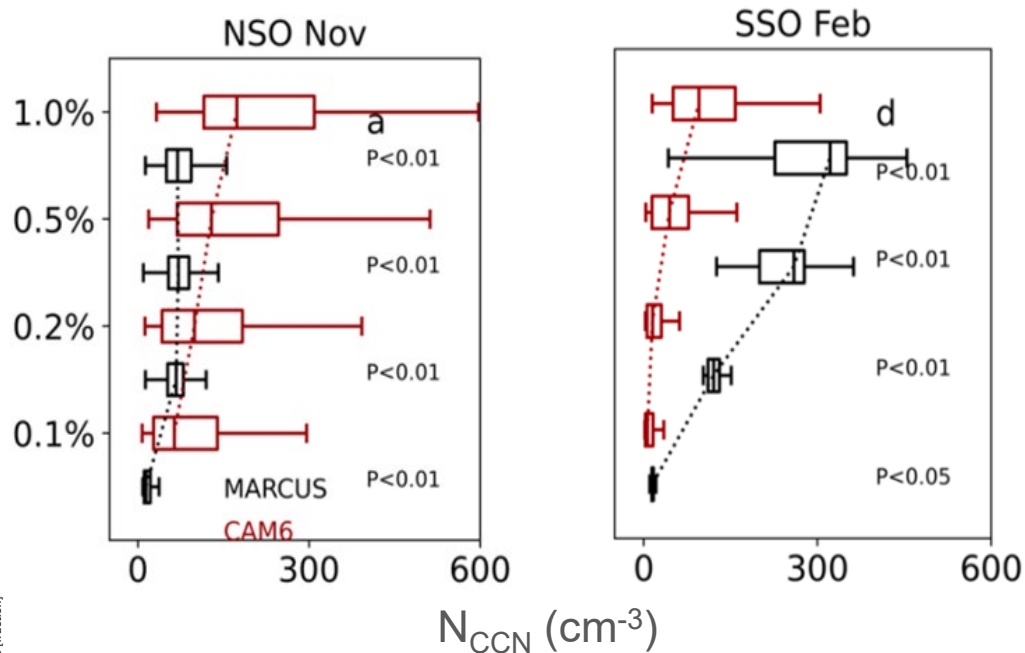 NSO Nov
1.0%
0.5%
0.2%
0.1%
a
P<0.01
P<0.01
P<0.01
P<0.01
MARCUS
CAM6
0 300 600
SSO Feb
d
P<0.01
P<0.01
P<0.01
P<0.05
0 300 600
N_CCN (cm⁻³)